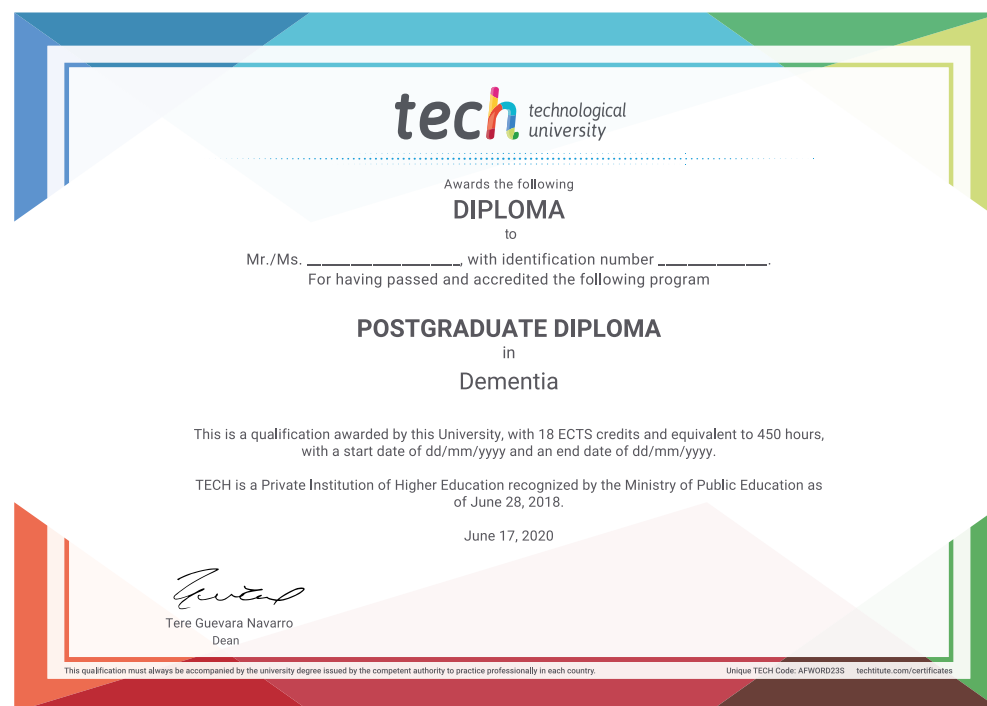 tech technological
university
Awards the following
DIPLOMA
to
Mr./Ms. ____________________, with identification number ______________.
For having passed and accredited the following program
POSTGRADUATE DIPLOMA
in
Dementia
This is a qualification awarded by this University, with 18 ECTS credits and equivalent to 450 hours,
with a start date of dd/mm/yyyy and an end date of dd/mm/yyyy.
TECH is a Private Institution of Higher Education recognized by the Ministry of Public Education as
of June 28, 2018.
June 17, 2020
Tere Guevara Navarro
Dean
This qualification must always be accompanied by the university degree issued by the competent authority to practice professionally in each country.
Unique TECH Code: AFWORD23S techtitute.com/certificates